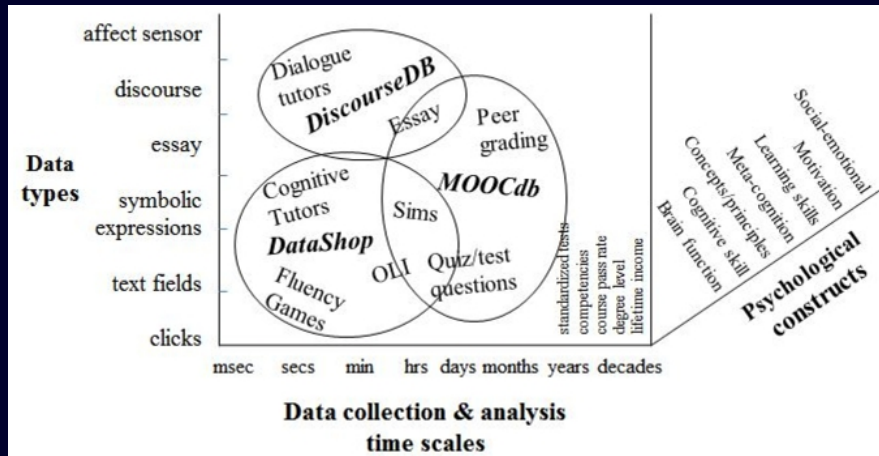 affect sensor
discourse
essay
symbolic
expressions
text fields
clicks
Data
types
Dialogue
tutors
DiscourseDB
Essay
Peer
grading
MOOCdb
Cognitive
Tutors
Sims
DataShop
OLI
Quiz/test
questions
Fluency
Games
standardized tests
competencies
course pass rate
degree level
lifetime income
msec secs min hrs days months years decades
Data collection & analysis
time scales
Brain function
Cognitive skill
Concepts/principles
Meta-cognition
Learning skills
Motivation
Social-emotional
Psychological
constructs